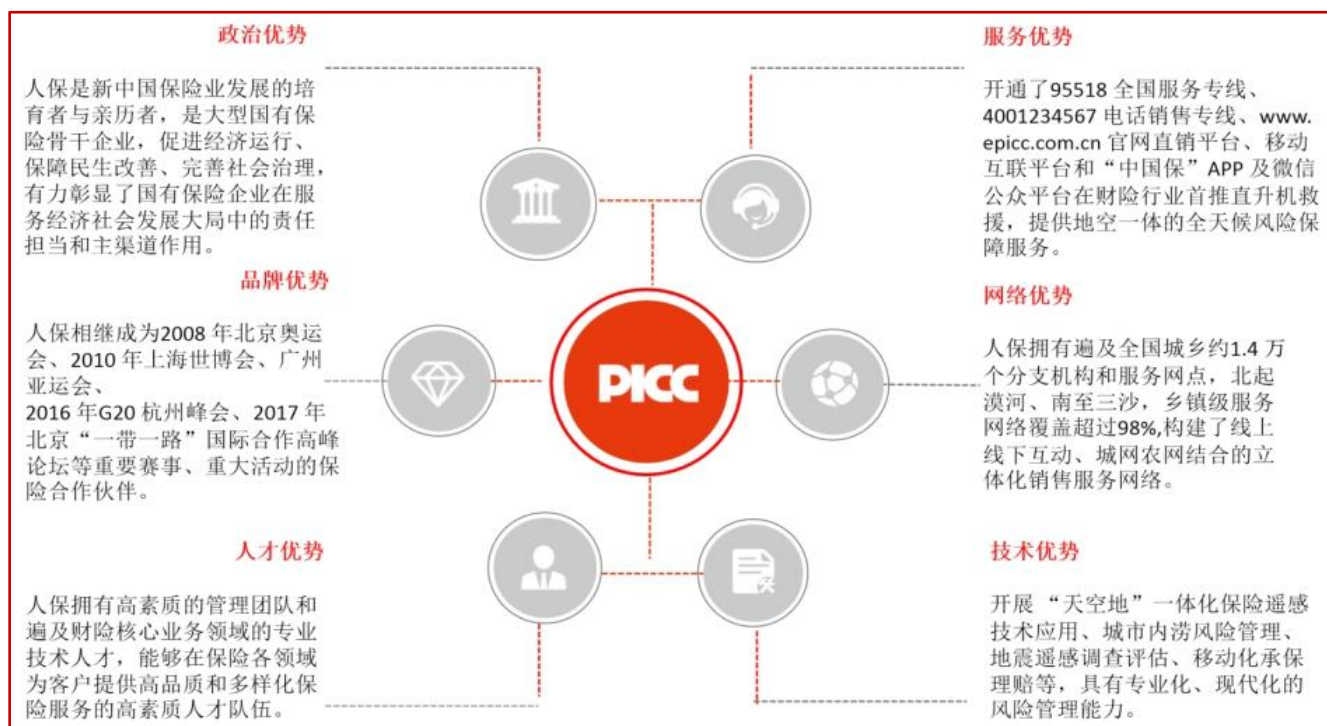 政治优势
人保是新中国保险业发展的培
育者与亲历者，是大型国有保
险骨干企业，促进经济运行、
保障民生改善、完善社会治理，
有力彰显了国有保险企业在服
务经济社会发展大局中的责任
担当和主渠道作用。
品牌优势
人保相继成为2008 年北京奥运
会、2010 年上海世博会、广州
亚运会、
2016 年G20 杭州峰会、2017 年
北京“一带一路”国际合作高峰
论坛等重要赛事、重大活动的保
险合作伙伴。
人才优势
人保拥有高素质的管理团队和
遍及财险核心业务领域的专业
技术人才，能够在保险各领域
为客户提供高品质和多样化保
险服务的高素质人才队伍。
PICC
服务优势
开通了95518 全国服务专线、
4001234567 电话销售专线、www.
epicc.com.cn 官网直销平台、移动
互联平台和“中国保”APP 及微信
公众平台在财险行业首推直升机救
援，提供地空一体的全天候风险保
障服务。
网络优势
人保拥有遍及全国城乡约1.4 万
个分支机构和服务网点，北起
漠河、南至三沙，乡镇级服务
网络覆盖超过98%,构建了线上
线下互动、城网农网结合的立
体化销售服务网络。
技术优势
开展 “天空地”一体化保险遥感
技术应用、城市内涝风险管理、
地震遥感调查评估、移动化承保
理赔等，具有专业化、现代化的
风险管理能力。